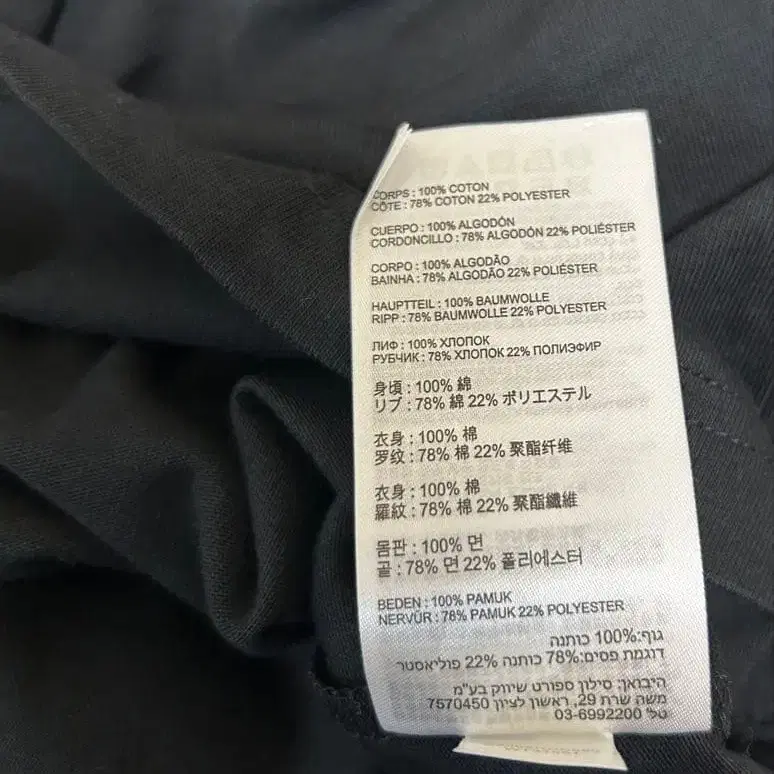 CORPS : 100% COTON
CÔTE : 78% COTON 22% POLYESTER
CUERPO : 100% ALGODÓN
CORDONCILLO : 78% ALGODÓN 22% POLIÉSTER
CORPO : 100% ALGODÃO
BAINHA : 78% ALGODÃO 22% POLIÉSTER
HAUPTTEIL : 100% BAUMWOLLE
RIPP : 78% BAUMWOLLE 22% POLYESTER
ЛИФ : 100% ХЛОПОК
РУБЧИК : 78% ХЛОПОК 22% ПОЛИЭФИР
身頃 : 100% 綿
リブ : 78% 綿 22% ポリエステル
衣身 : 100% 棉
罗纹 : 78% 棉 22% 聚酯纤维
衣身 : 100% 棉
羅紋 : 78% 棉 22% 聚酯纖維
몸판 : 100% 면
골 : 78% 면 22% 폴리에스터
BEDEN : 100% PAMUK
NERVÜR : 78% PAMUK 22% POLYESTER
גוף:100% כותנה
דוגמת פסים:78% כותנה 22% פוליאסטר
היבואן: סילון ספורט שיווק בע"מ
משה שרת 29, ראשון לציון 7570450
טל' 03-6992200